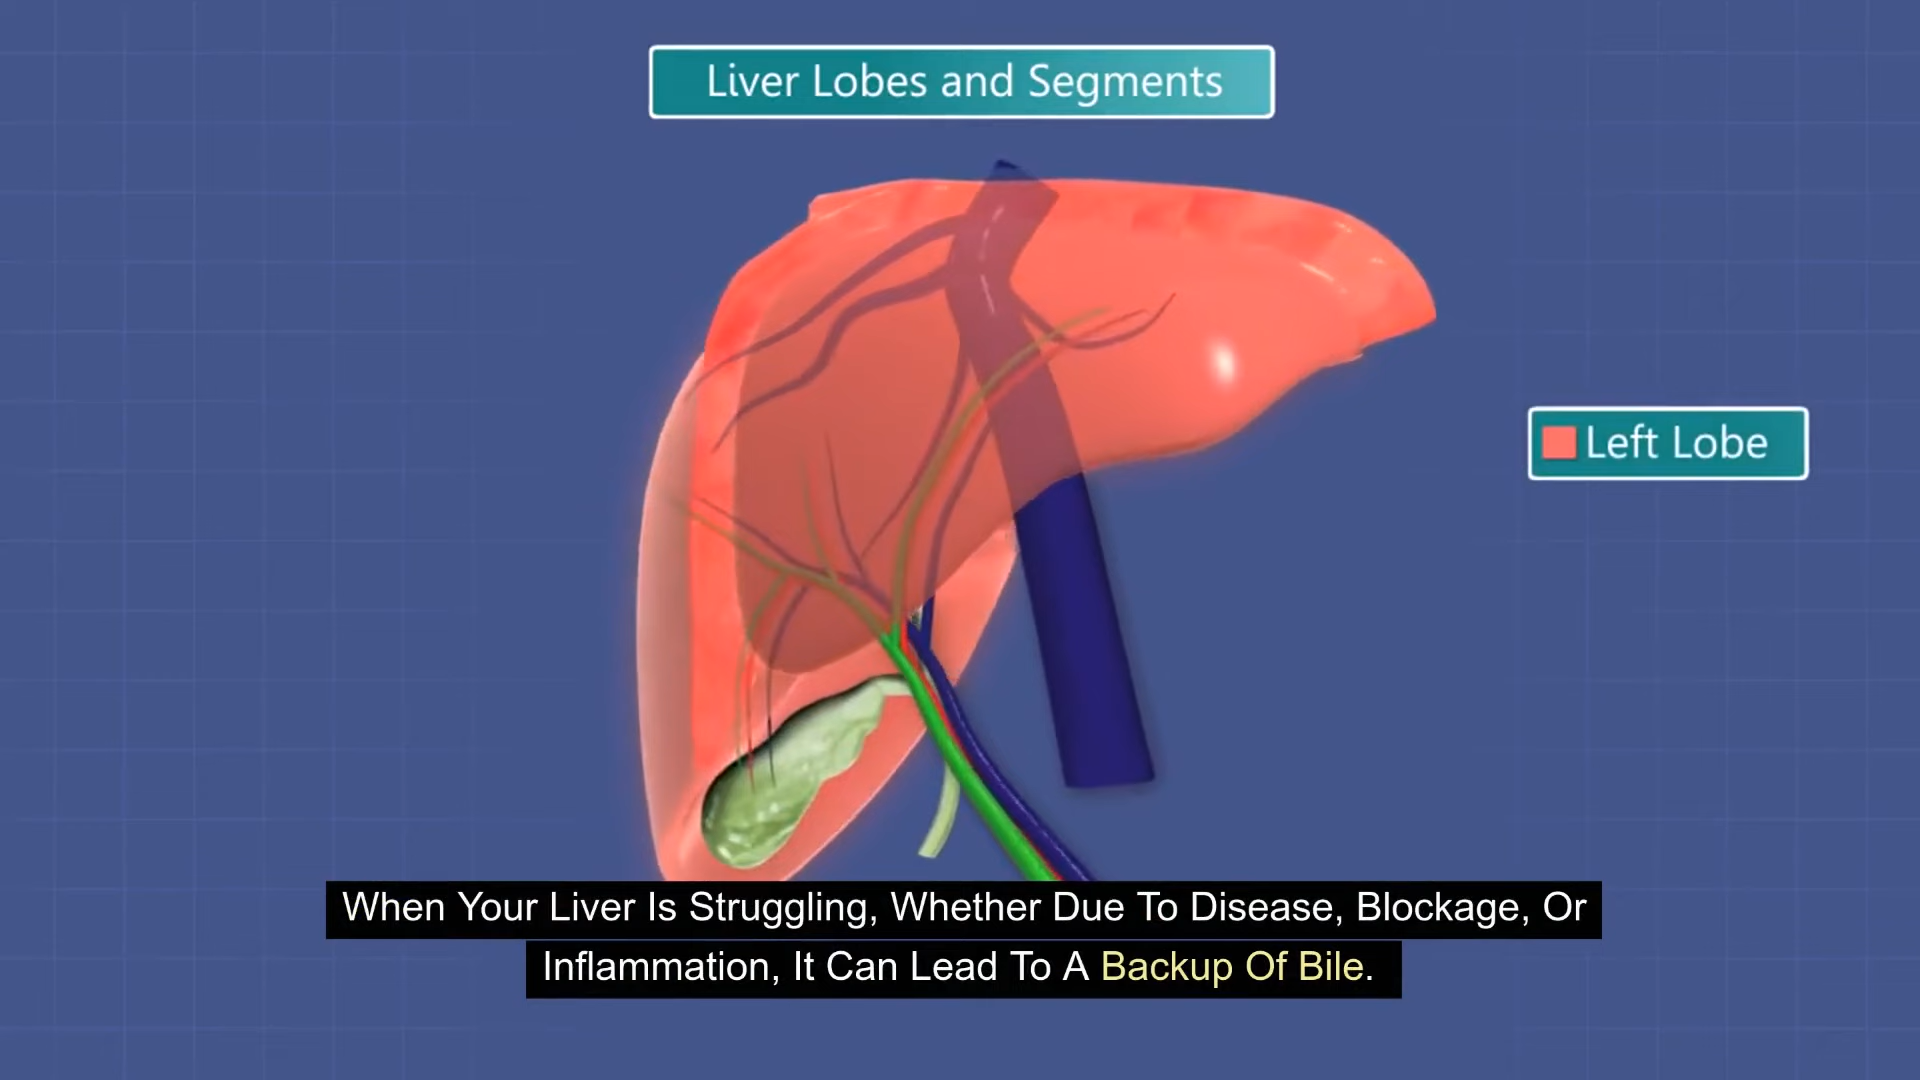 Liver Lobes and Segments
Left Lobe
When Your Liver Is Struggling, Whether Due To Disease, Blockage, Or
Inflammation, It Can Lead To A Backup Of Bile.